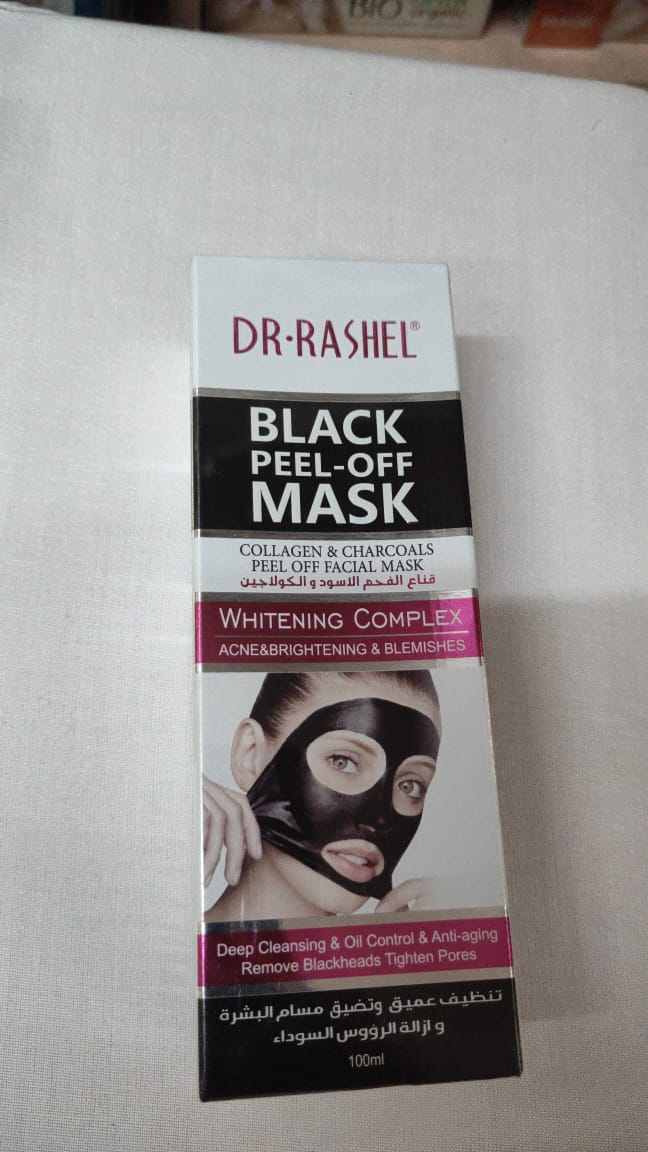 BIO
organic
DR·RASHEL®
BLACK
PEEL-OFF
MASK
COLLAGEN & CHARCOALS
PEEL OFF FACIAL MASK
قناع الفحم الاسود و الكولاجين
WHITENING COMPLEX
ACNE&BRIGHTENING & BLEMISHES
Deep Cleansing & Oil Control & Anti-aging
Remove Blackheads Tighten Pores
تنظيف عميق وتضيق مسام البشرة
و ازالة الرؤوس السوداء
100ml